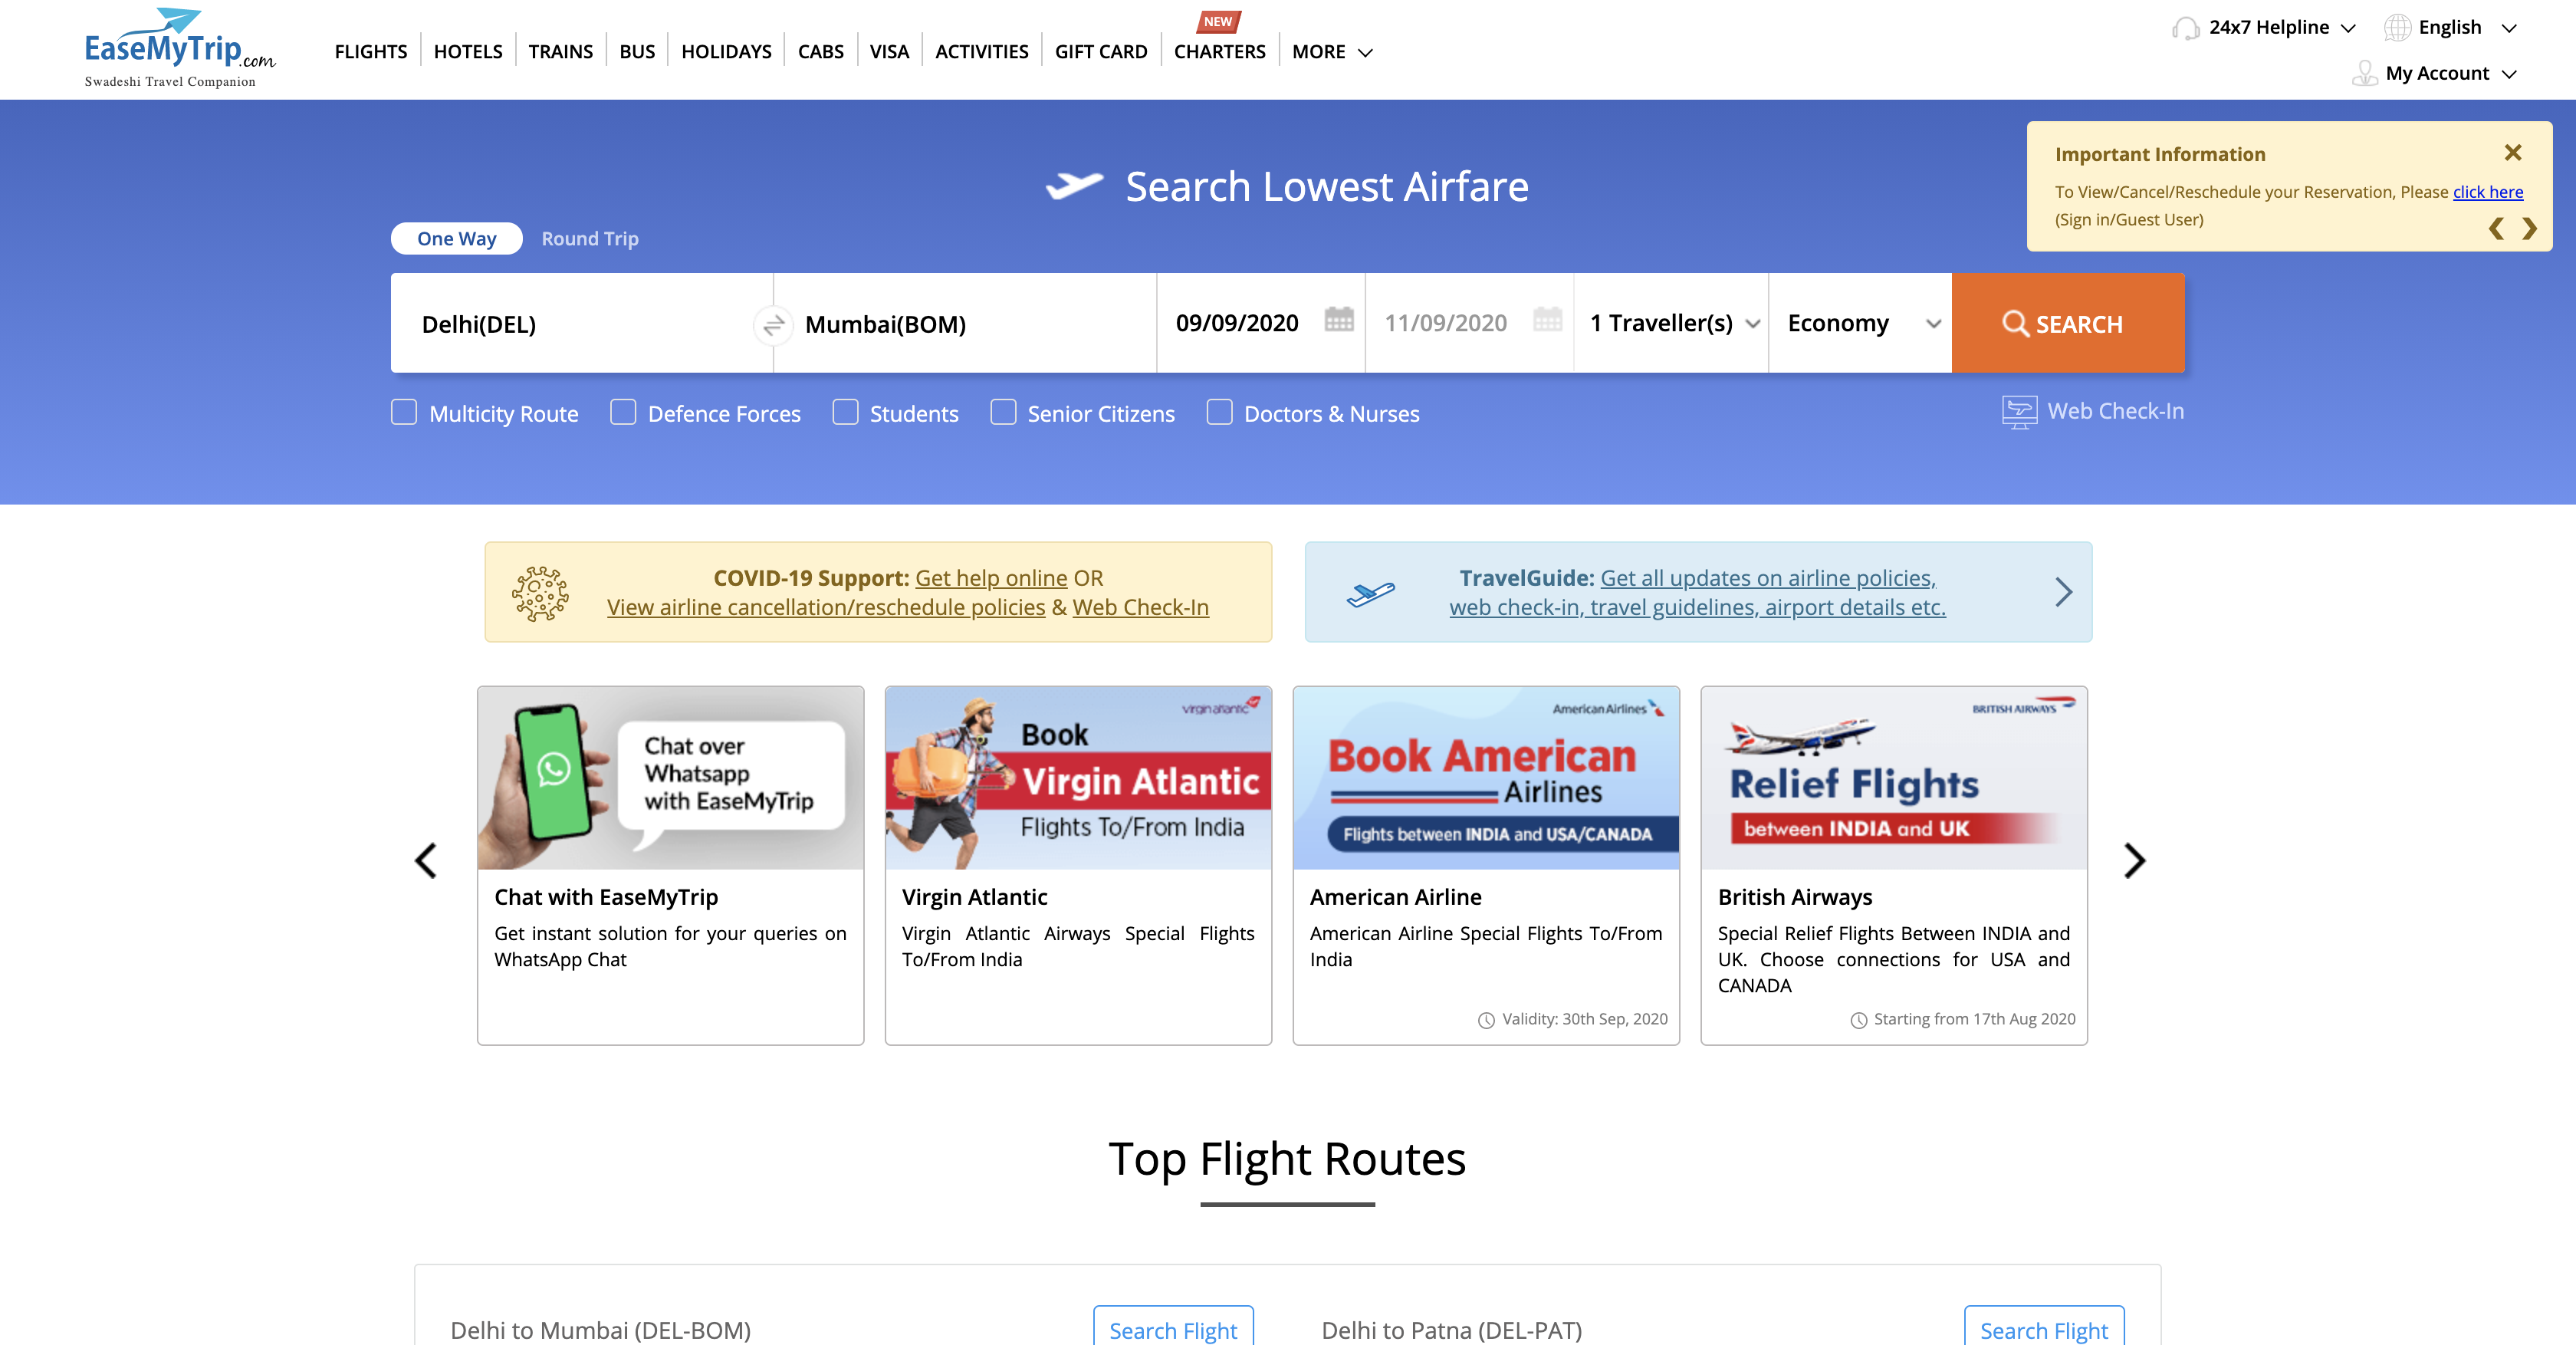 EaseMyTrip.com
Swadeshi Travel Companion
FLIGHTS
HOTELS
TRAINS
BUS
HOLIDAYS
CABS
VISA
ACTIVITIES
GIFT CARD
NEW
CHARTERS
MORE
24x7 Helpline
English
My Account
Important Information
To View/Cancel/Reschedule your Reservation, Please click here
(Sign in/Guest User)
Search Lowest Airfare
One Way
Round Trip
Delhi(DEL)
Mumbai(BOM)
09/09/2020
11/09/2020
1 Traveller(s)
Economy
SEARCH
Multicity Route
Defence Forces
Students
Senior Citizens
Doctors & Nurses
Web Check-In
COVID-19 Support: Get help online OR
View airline cancellation/reschedule policies & Web Check-In
TravelGuide: Get all updates on airline policies,
web check-in, travel guidelines, airport details etc.
Chat over
Whatsapp
with EaseMyTrip
Chat with EaseMyTrip
Get instant solution for your queries on
WhatsApp Chat
virgin atlantic
Book
Virgin Atlantic
Flights To/From India
Virgin Atlantic
Virgin Atlantic Airways Special Flights
To/From India
American Airlines
Book American
Airlines
Flights between INDIA and USA/CANADA
American Airline
American Airline Special Flights To/From
India
Validity: 30th Sep, 2020
BRITISH AIRWAYS
Relief Flights
between INDIA and UK
British Airways
Special Relief Flights Between INDIA and
UK. Choose connections for USA and
CANADA
Starting from 17th Aug 2020
Top Flight Routes
Delhi to Mumbai (DEL-BOM)
Search Flight
Delhi to Patna (DEL-PAT)
Search Flight